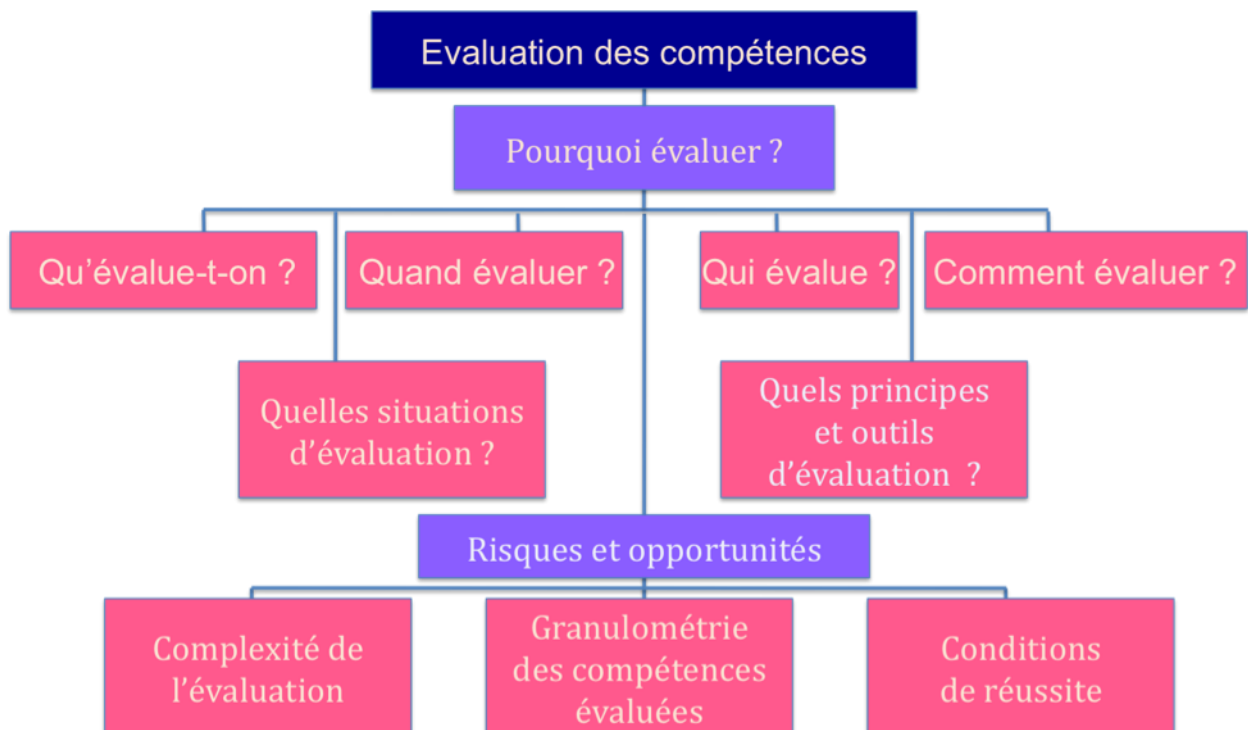 Evaluation des compétences
Pourquoi évaluer ?
Qu’évalue-t-on ?
Quand évaluer ?
Qui évalue ?
Comment évaluer ?
Quelles situations
d’évaluation ?
Quels principes
et outils
d’évaluation  ?
Risques et opportunités
Complexité de
l’évaluation
Granulométrie
des compétences
évaluées
Conditions
de réussite